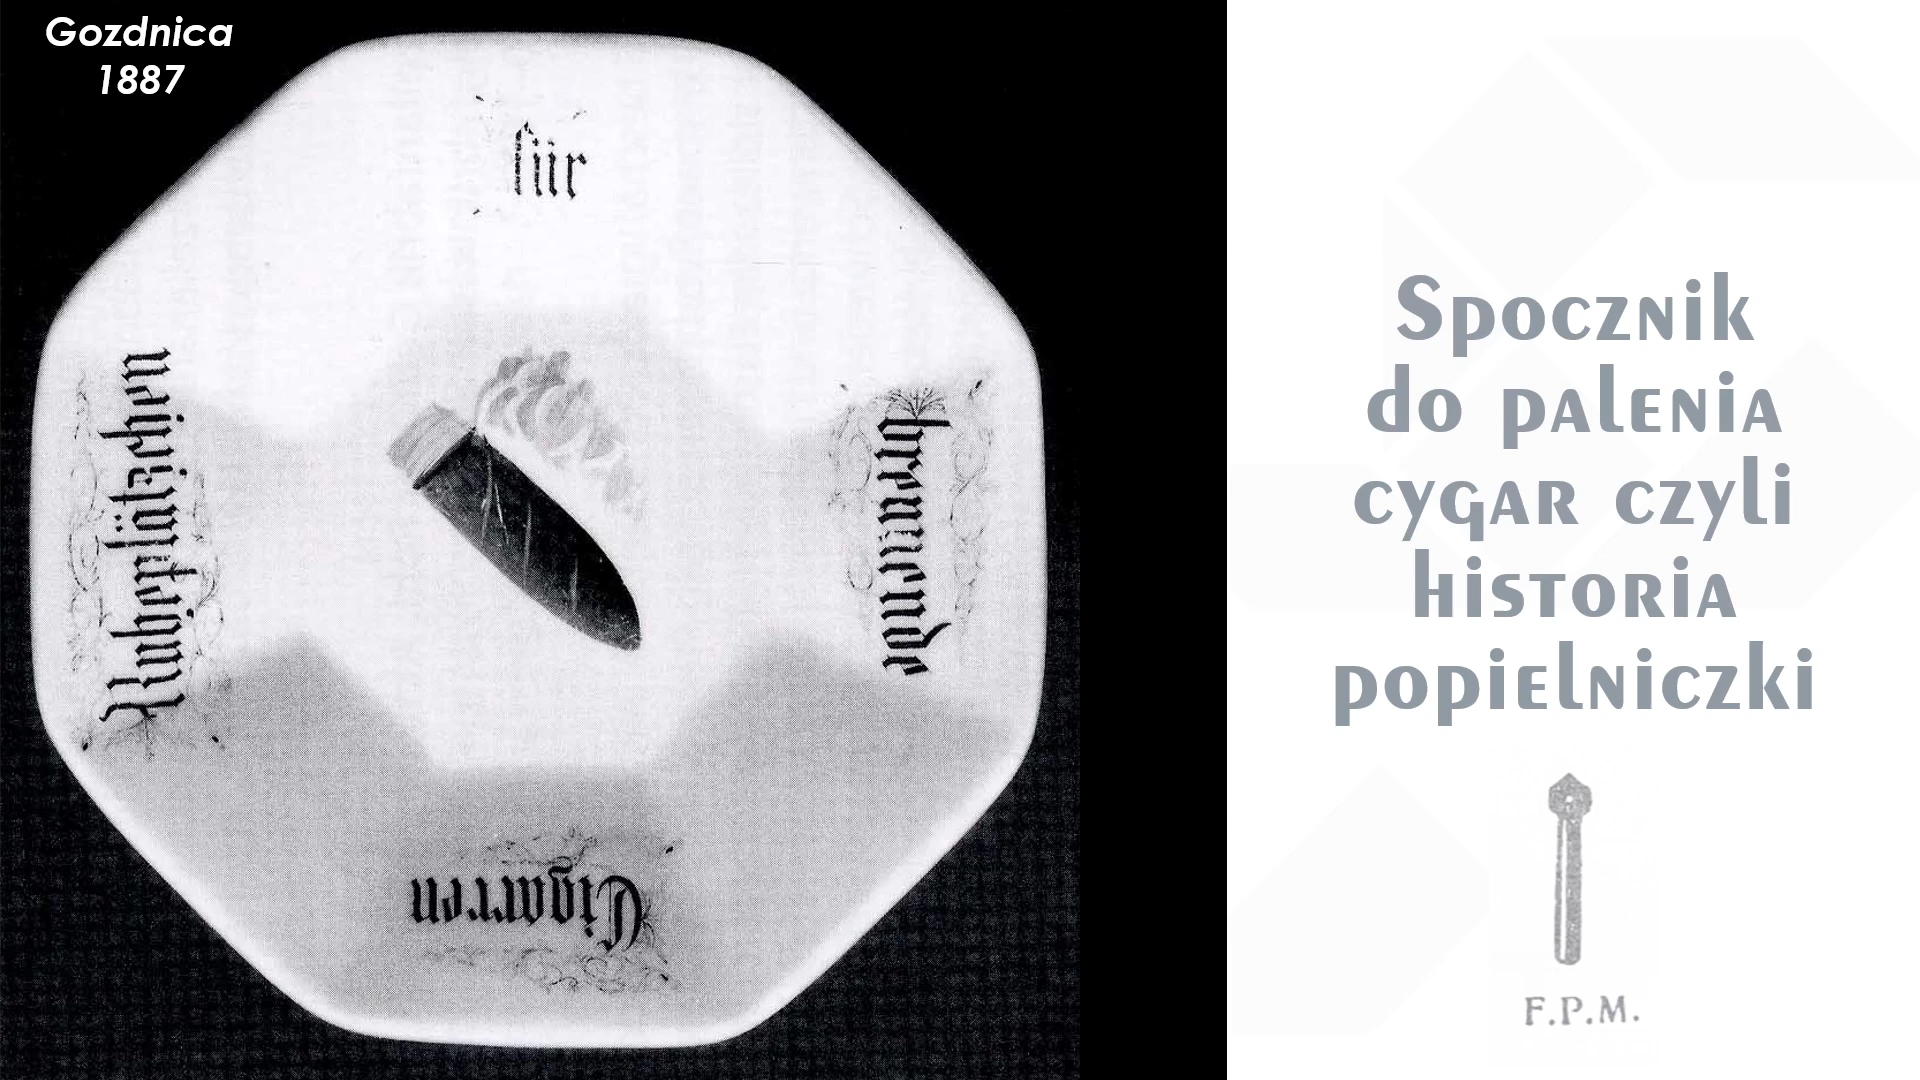 Gozdnica
1887
Ruheplätzchen
für
brennende
Cigarren
Spocznik
do palenia
cygar czyli
historia
popielniczki
F.P.M.